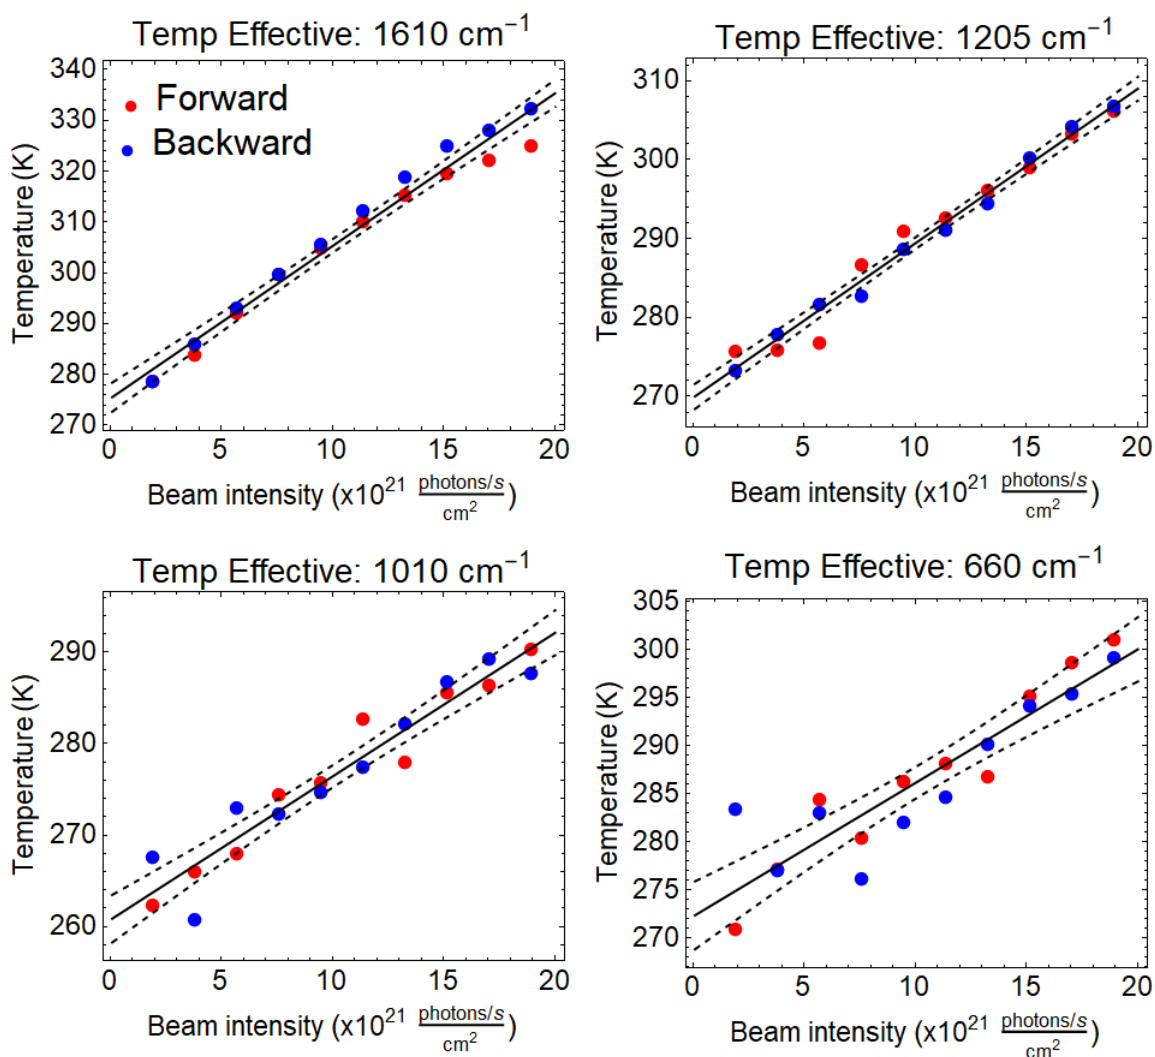 Temp Effective: 1610 cm⁻¹
Forward
Backward
Temperature (K)
340
330
320
310
300
290
280
270
0 5 10 15 20
Beam intensity (x10²¹ photons/s / cm²)
Temp Effective: 1205 cm⁻¹
Temperature (K)
310
300
290
280
270
0 5 10 15 20
Beam intensity (x10²¹ photons/s / cm²)
Temp Effective: 1010 cm⁻¹
Temperature (K)
290
280
270
260
0 5 10 15 20
Beam intensity (x10²¹ photons/s / cm²)
Temp Effective: 660 cm⁻¹
Temperature (K)
305
300
295
290
285
280
275
270
0 5 10 15 20
Beam intensity (x10²¹ photons/s / cm²)